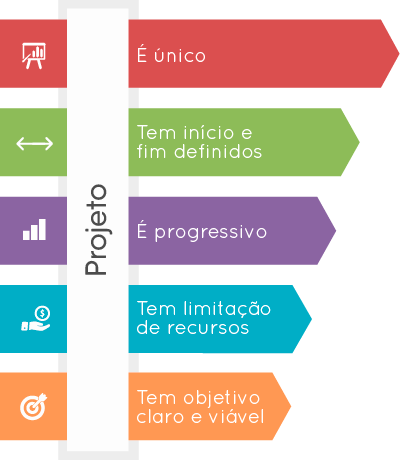 É único
Tem início e
fim definidos
Projeto
É progressivo
Tem limitação
de recursos
Tem objetivo
claro e viável